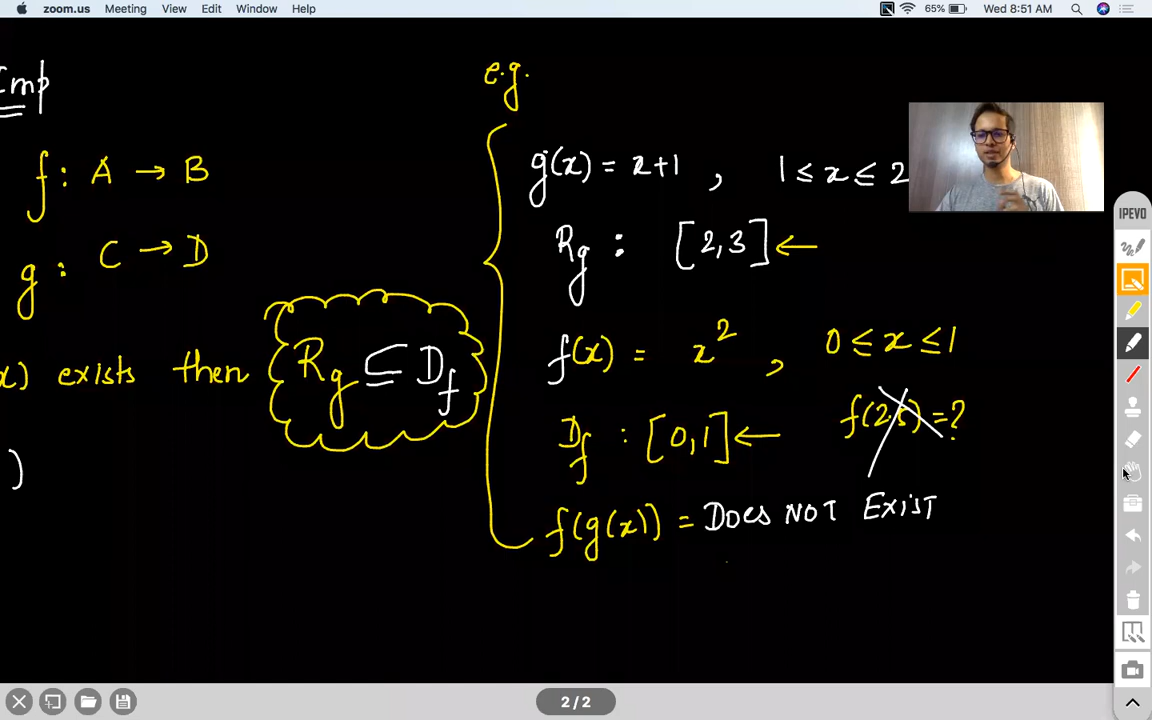 zoom.us Meeting View Edit Window Help 65% Wed 8:51 AM
Imp
f: A → B
g: C → D
x) exists then Rg ⊆ Df
)
e.g.
g(x) = x+1 , 1 ≤ x ≤ 2
Rg : [2,3] ←
f(x) = x² , 0 ≤ x ≤ 1
Df : [0,1] ← f(2.5) = ?
f(g(x)) = DOES NOT EXIST
IPEVO
2/2